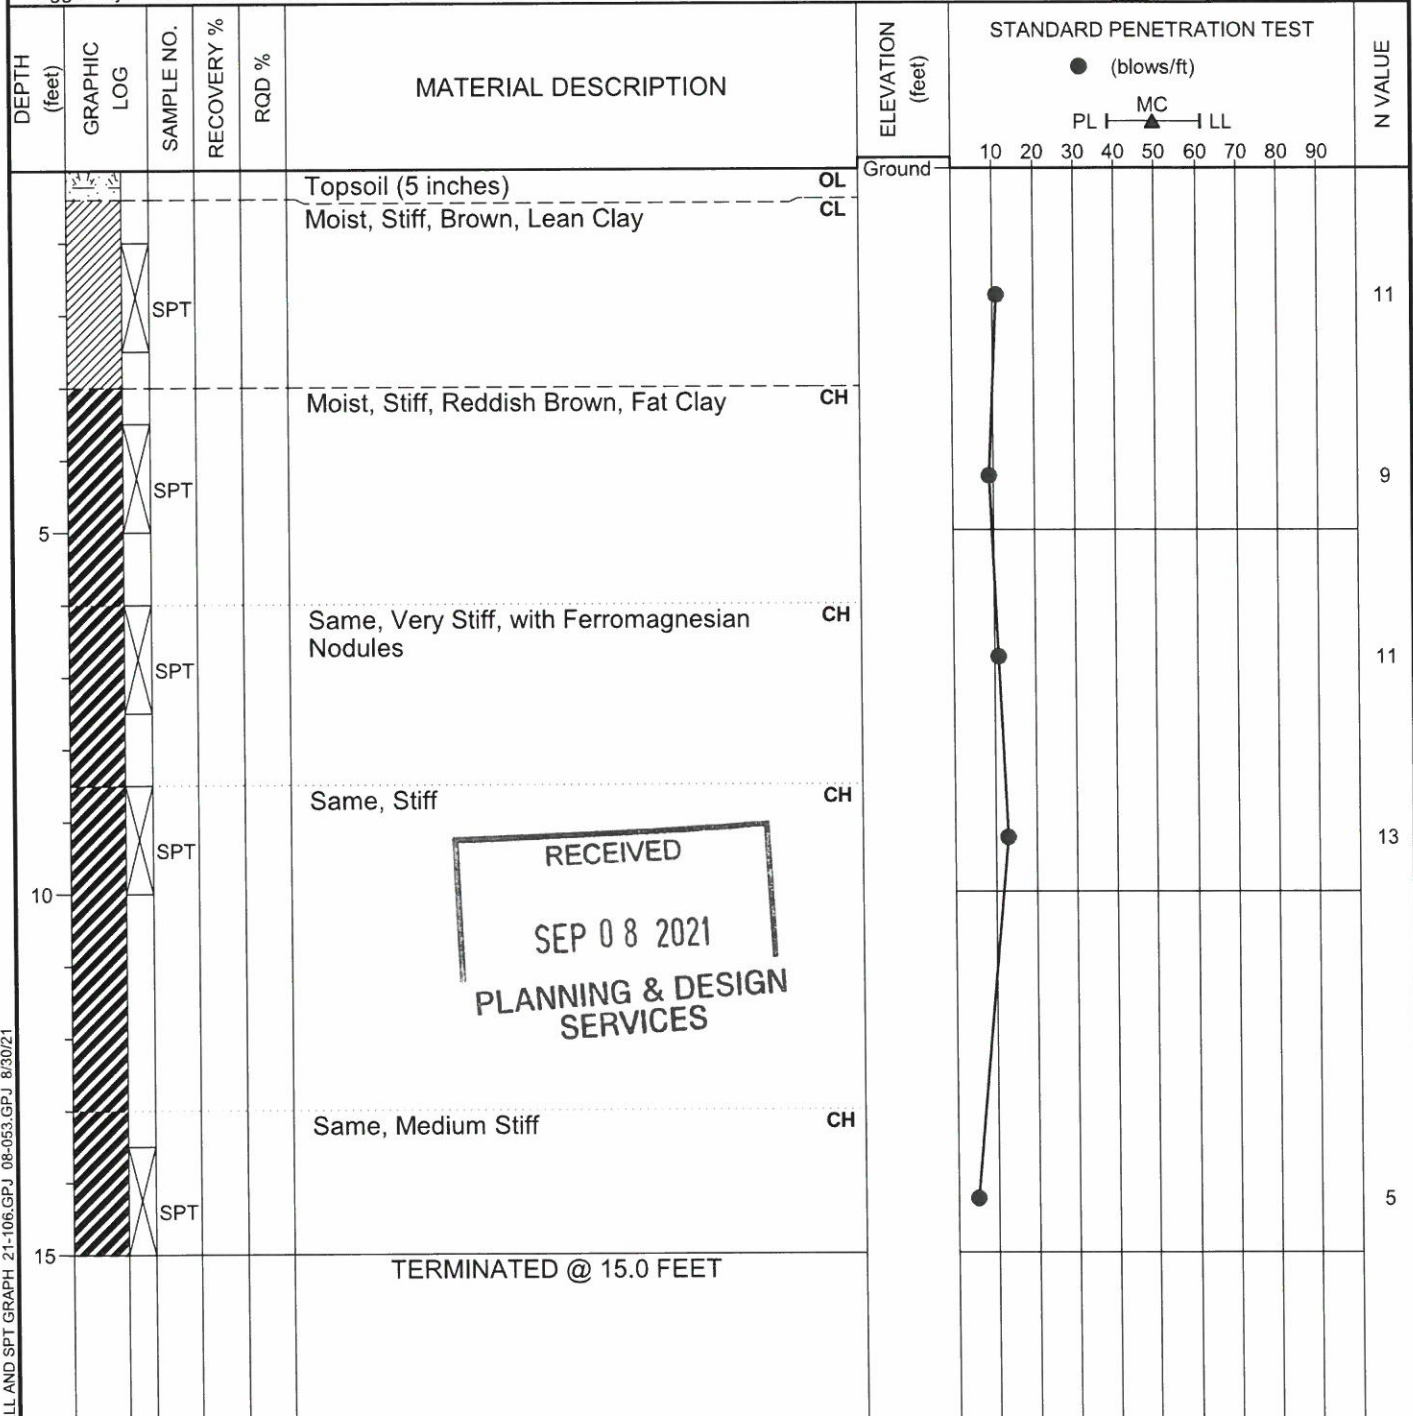 DEPTH
(feet)
GRAPHIC
LOG
SAMPLE NO.
RECOVERY %
RQD %
MATERIAL DESCRIPTION
ELEVATION
(feet)
STANDARD PENETRATION TEST
(blows/ft)
MC
PL LL
10 20 30 40 50 60 70 80 90
N VALUE
Ground
Topsoil (5 inches) OL
Moist, Stiff, Brown, Lean Clay CL
SPT 11
Moist, Stiff, Reddish Brown, Fat Clay CH
SPT 9
5
Same, Very Stiff, with Ferromagnesian CH
Nodules
SPT 11
Same, Stiff CH
SPT 13
10
RECEIVED
SEP 08 2021
PLANNING & DESIGN
SERVICES
Same, Medium Stiff CH
SPT 5
15
TERMINATED @ 15.0 FEET
LL AND SPT GRAPH 21-106.GPJ 08-053.GPJ 8/30/21